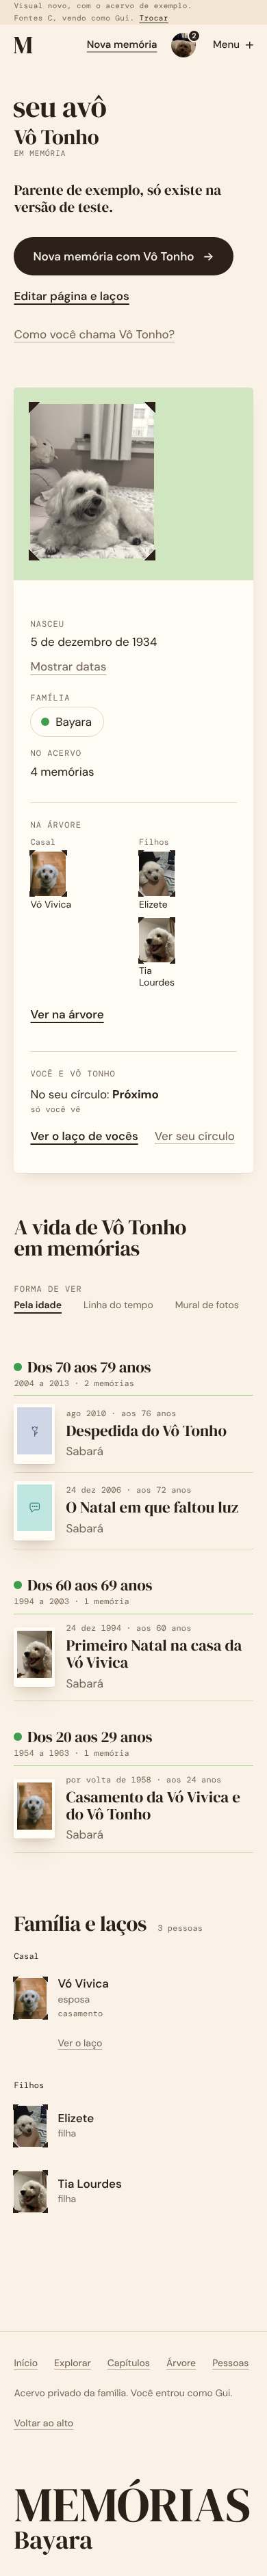 Visual novo, com o acervo de exemplo.
Fontes C, vendo como Gui. Trocar
M
Nova memória
2
Menu +
seu avô
Vô Tonho
EM MEMÓRIA
Parente de exemplo, só existe na
versão de teste.
Nova memória com Vô Tonho →
Editar página e laços
Como você chama Vô Tonho?
NASCEU
5 de dezembro de 1934
Mostrar datas
FAMÍLIA
Bayara
NO ACERVO
4 memórias
NA ÁRVORE
Casal
Filhos
Vó Vivica
Elizete
Tia
Lourdes
Ver na árvore
VOCÊ E VÔ TONHO
No seu círculo: Próximo
só você vê
Ver o laço de vocês
Ver seu círculo
A vida de Vô Tonho
em memórias
FORMA DE VER
Pela idade
Linha do tempo
Mural de fotos
Dos 70 aos 79 anos
2004 a 2013 · 2 memórias
ago 2010 · aos 76 anos
Despedida do Vô Tonho
Sabará
24 dez 2006 · aos 72 anos
O Natal em que faltou luz
Sabará
Dos 60 aos 69 anos
1994 a 2003 · 1 memória
24 dez 1994 · aos 60 anos
Primeiro Natal na casa da
Vó Vivica
Sabará
Dos 20 aos 29 anos
1954 a 1963 · 1 memória
por volta de 1958 · aos 24 anos
Casamento da Vó Vivica e
do Vô Tonho
Sabará
Família e laços
3 pessoas
Casal
Vó Vivica
esposa
casamento
Ver o laço
Filhos
Elizete
filha
Tia Lourdes
filha
Início
Explorar
Capítulos
Árvore
Pessoas
Acervo privado da família. Você entrou como Gui.
Voltar ao alto
MEMÓRIAS
Bayara